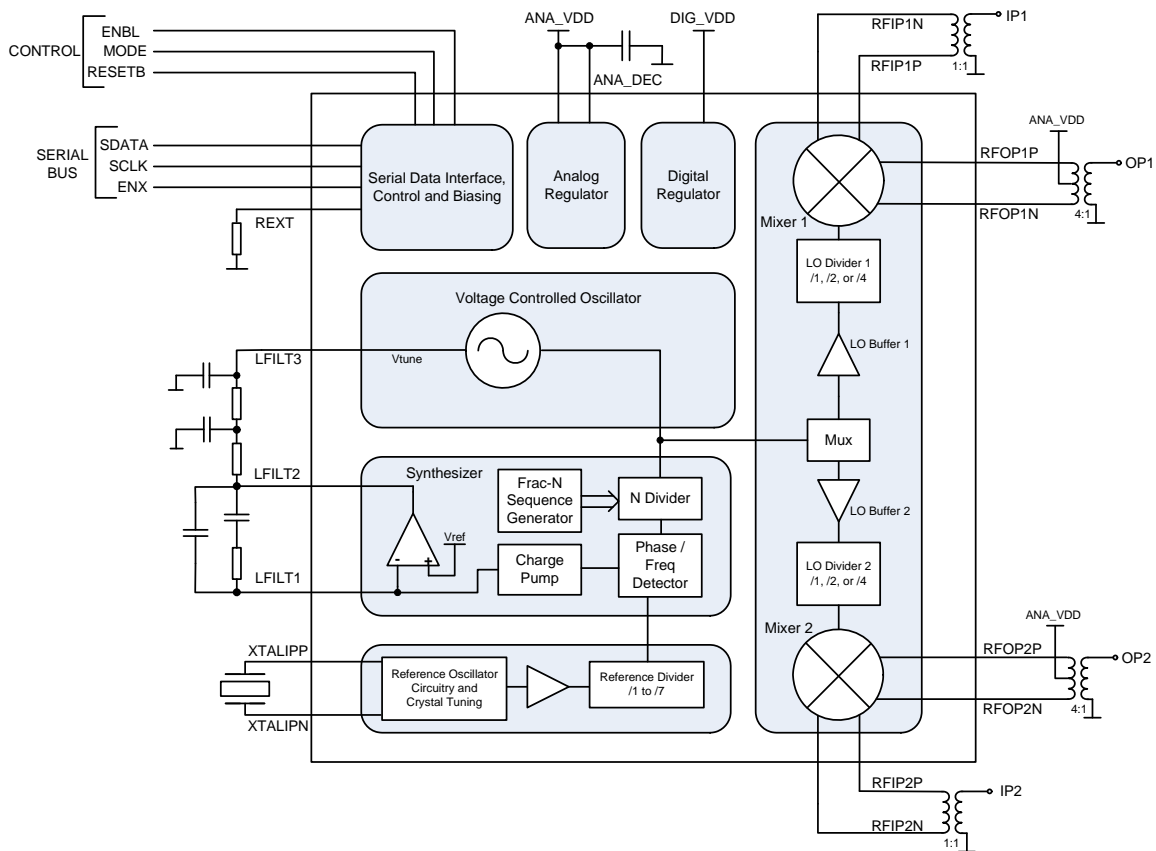 ENBL
MODE
RESETB
CONTROL
SDATA
SCLK
ENX
SERIAL
BUS
REXT
ANA_VDD
ANA_DEC
DIG_VDD
Serial Data Interface,
Control and Biasing
Analog
Regulator
Digital
Regulator
RFIP1N
RFIP1P
IP1
1:1
ANA_VDD
RFOP1P
RFOP1N
OP1
4:1
Mixer 1
LO Divider 1
/1, /2, or /4
LO Buffer 1
Mux
LO Buffer 2
LO Divider 2
/1, /2, or /4
Mixer 2
Voltage Controlled Oscillator
Vtune
LFILT3
LFILT2
LFILT1
Synthesizer
Frac-N
Sequence
Generator
N Divider
Vref
-
+
Charge
Pump
Phase /
Freq
Detector
XTALIPP
XTALIPN
Reference Oscillator
Circuitry and
Crystal Tuning
Reference Divider
/1 to /7
ANA_VDD
RFOP2P
RFOP2N
OP2
4:1
RFIP2P
RFIP2N
IP2
1:1